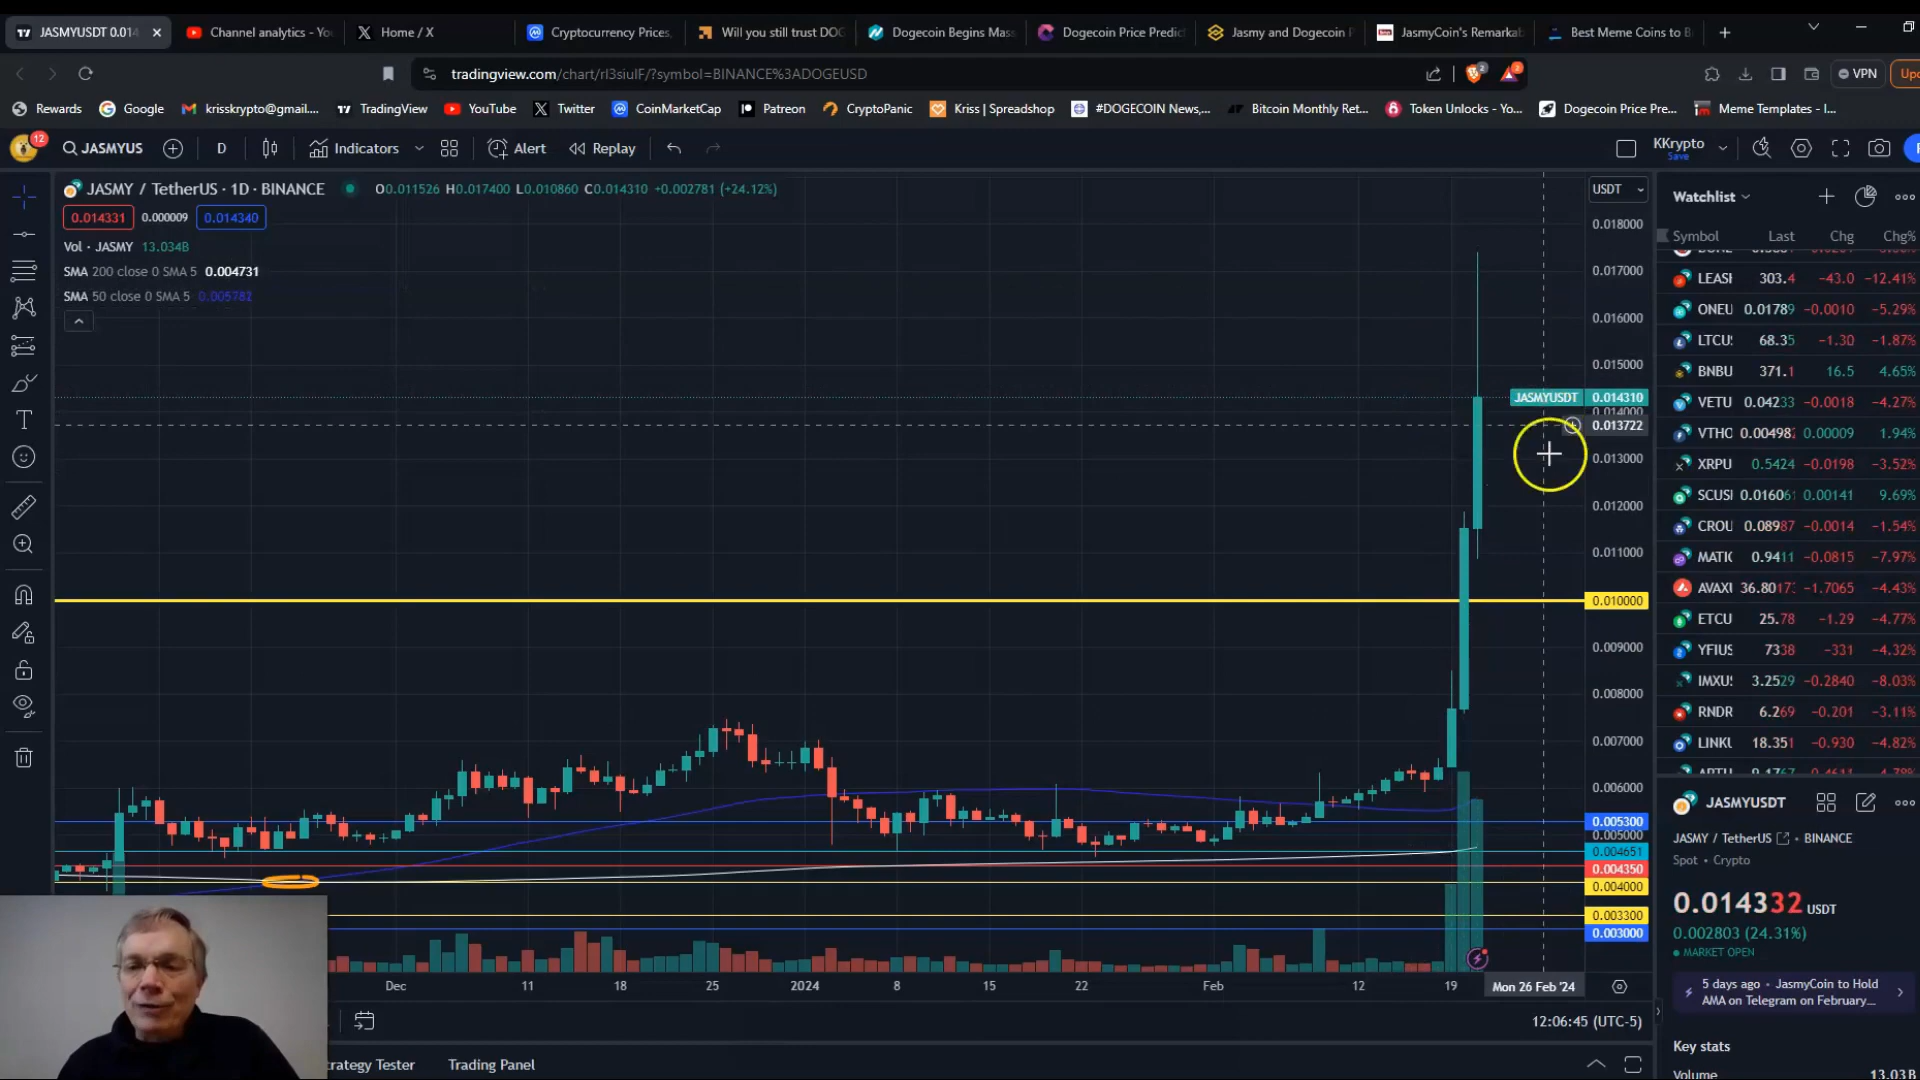 JASMYUSDT 0.014
Channel analytics - Yo
Home / X
Cryptocurrency Prices,
Will you still trust DOG
Dogecoin Begins Mass
Dogecoin Price Predict
Jasmy and Dogecoin P
JasmyCoin's Remarkab
Best Meme Coins to B
tradingview.com/chart/rl3siuIF/?symbol=BINANCE%3ADOGEUSD
2
2
VPN
Upd
Rewards
Google
krisskrypto@gmail....
TradingView
YouTube
Twitter
CoinMarketCap
Patreon
CryptoPanic
Kriss | Spreadshop
#DOGECOIN News,...
Bitcoin Monthly Ret...
Token Unlocks - Yo...
Dogecoin Price Pre...
Meme Templates - I...
12
JASMYUS
D
Indicators
Alert
Replay
KKrypto
Save
JASMY / TetherUS · 1D · BINANCE
O0.011526 H0.017400 L0.010860 C0.014310 +0.002781 (+24.12%)
0.014331
0.000009
0.014340
Vol · JASMY 13.034B
SMA 200 close 0 SMA 5 0.004731
SMA 50 close 0 SMA 5 0.005782
USDT
0.018000
0.017000
0.016000
0.015000
JASMYUSDT 0.014310
0.014000
0.013722
0.013000
0.012000
0.011000
0.010000
0.009000
0.008000
0.007000
0.006000
0.005300
0.005000
0.004651
0.004350
0.004000
0.003300
0.003000
Dec
11
18
25
2024
8
15
22
Feb
12
19
Mon 26 Feb '24
12:06:45 (UTC-5)
trategy Tester
Trading Panel
Watchlist
Symbol Last Chg Chg%
LEASH 303.4 −43.0 −12.41%
ONEU 0.01789 −0.0010 −5.29%
LTCU 68.35 −1.30 −1.87%
BNBU 371.1 16.5 4.65%
VETU 0.04233 −0.0018 −4.27%
VTHO 0.004982 0.00009 1.94%
XRPU 0.5424 −0.0198 −3.52%
SCUSI 0.016061 0.00141 9.69%
CROU 0.08987 −0.0014 −1.54%
MATIC 0.9411 −0.0815 −7.97%
AVAXU 36.8017 −1.7065 −4.43%
ETCU 25.78 −1.29 −4.77%
YFIUS 7338 −331 −4.32%
IMXU 3.2529 −0.2840 −8.03%
RNDR 6.269 −0.201 −3.11%
LINKU 18.351 −0.930 −4.82%
JASMYUSDT
JASMY / TetherUS • BINANCE
Spot • Crypto
0.014332 USDT
0.002803 (24.31%)
MARKET OPEN
5 days ago • JasmyCoin to Hold
AMA on Telegram on February...
Key stats
Volume 13.03B